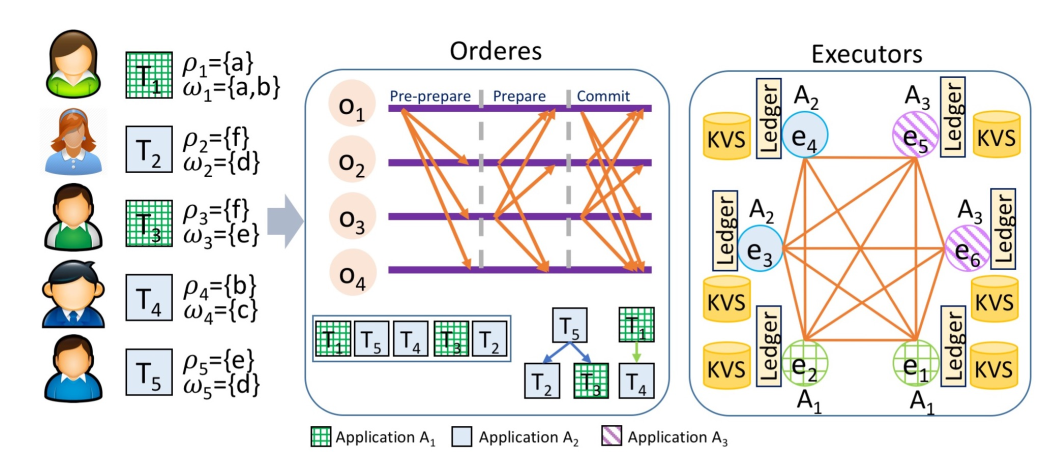 Orderes
Executors
T1
ρ1={a}
ω1={a,b}
T2
ρ2={f}
ω2={d}
T3
ρ3={f}
ω3={e}
T4
ρ4={b}
ω4={c}
T5
ρ5={e}
ω5={d}
Pre-prepare
Prepare
Commit
O1
O2
O3
O4
T1 T5 T4 T3 T2
T5
T1
T2
T3
T4
A2
A3
KVS
Ledger
e4
e5
Ledger
KVS
A2
A3
Ledger
e3
e6
Ledger
KVS
KVS
KVS
Ledger
e2
e1
Ledger
KVS
A1
A1
Application A1
Application A2
Application A3